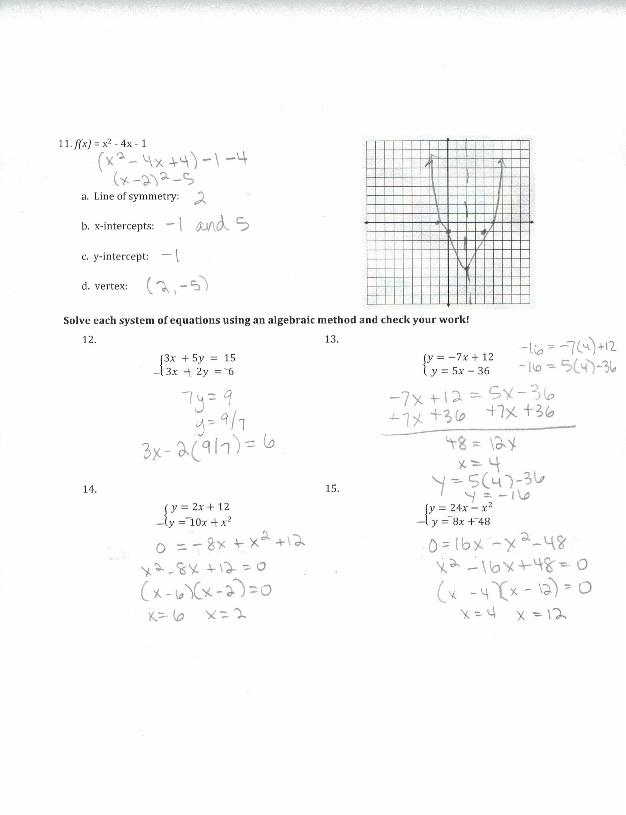 11. f(x) = x² - 4x - 1
(x² - 4x + 4) - 1 - 4
(x - 2)² - 5
a. Line of symmetry: 2
b. x-intercepts: -1 and 5
c. y-intercept: -1
d. vertex: (2, -5)
Solve each system of equations using an algebraic method and check your work!
12.
3x + 5y = 15
-3x + 2y = -6
7y = 9
y = 9/7
3x - 2(9/7) = 6
13.
y = -7x + 12
y = 5x - 36
-16 = -7(4) + 12
-16 = 5(4) - 36
-7x + 12 = 5x - 36
+7x + 36 +7x + 36
48 = 12x
x = 4
y = 5(4) - 36
y = -16
14.
y = 2x + 12
-y = -10x + x²
0 = -8x + x² + 12
x² - 8x + 12 = 0
(x - 6)(x - 2) = 0
x = 6 x = 2
15.
y = 24x - x²
-y = -8x + -48
0 = 16x - x² - 48
x² - 16x + 48 = 0
(x - 4)(x - 12) = 0
x = 4 x = 12